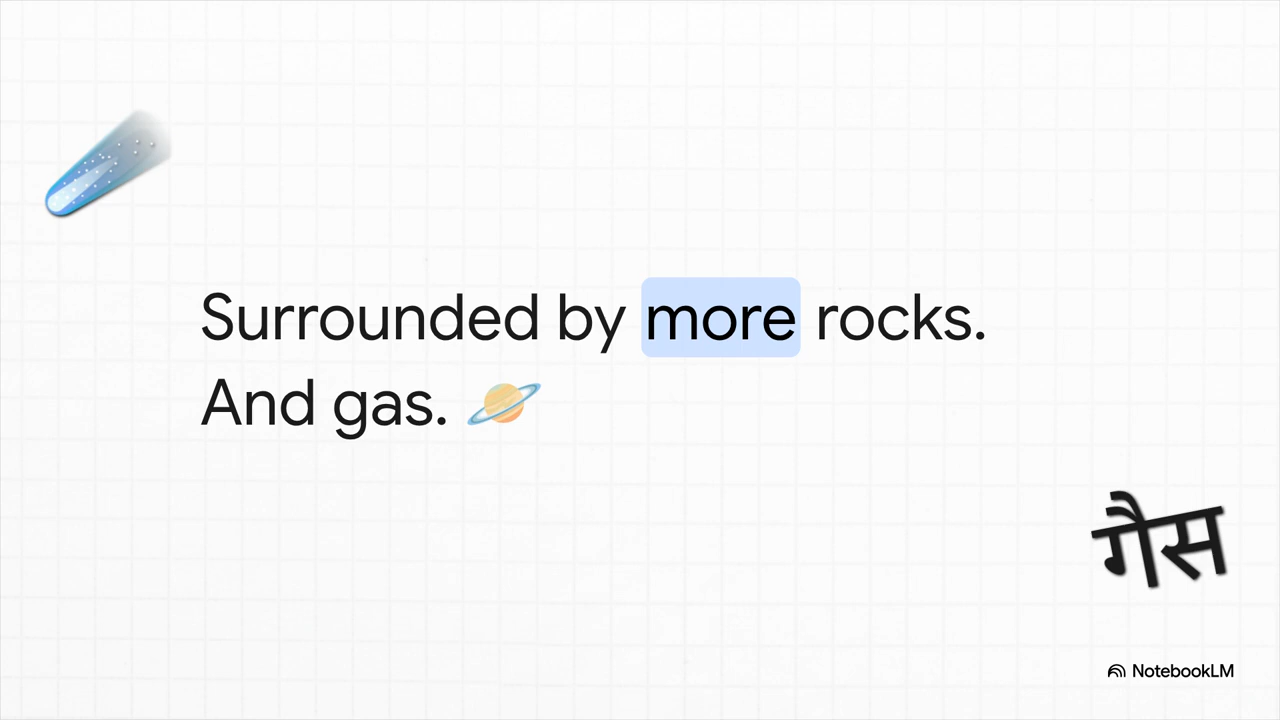 Surrounded by more rocks.
And gas.
गैस
NotebookLM